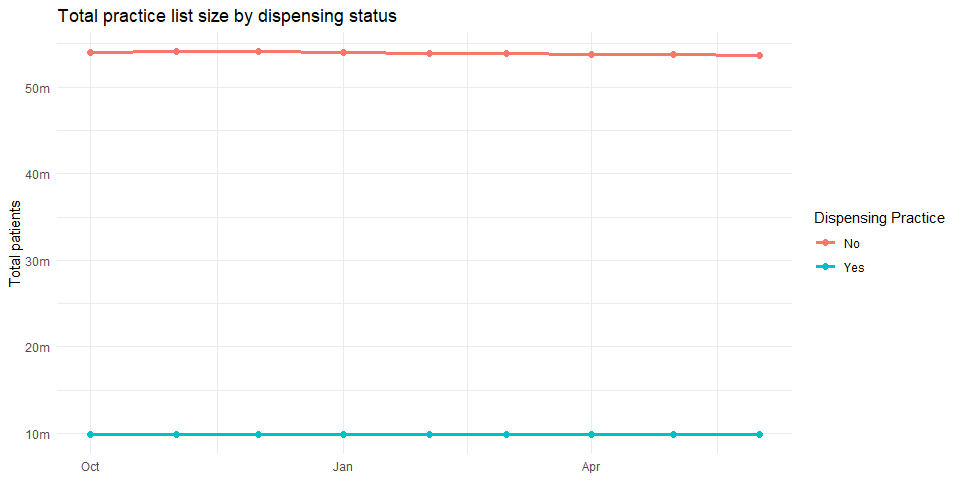 Total practice list size by dispensing status
Total patients
50m
40m
30m
20m
10m
Oct
Jan
Apr
Dispensing Practice
No
Yes